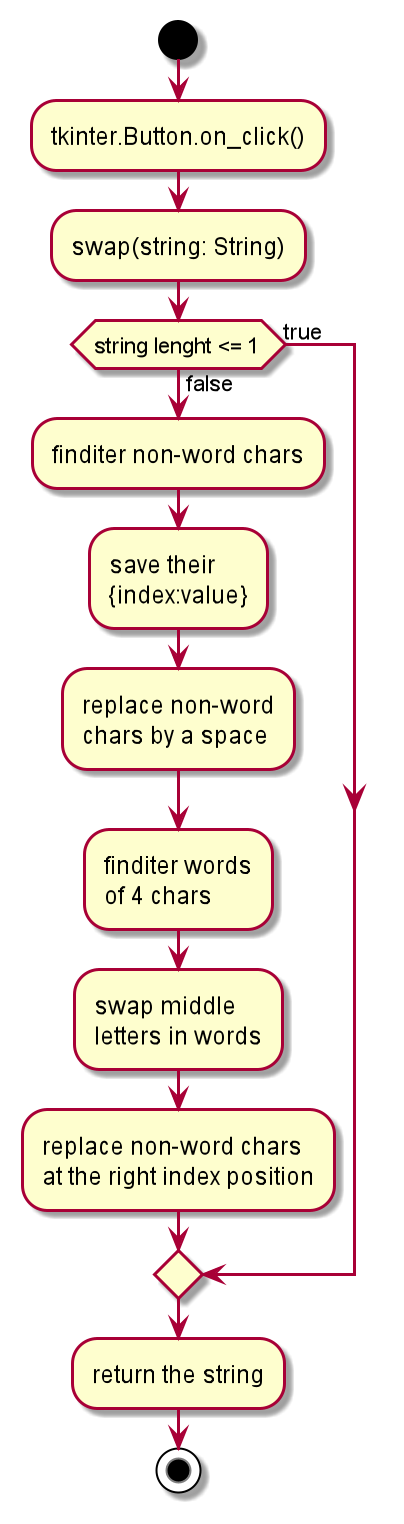 tkinter.Button.on_click()
swap(string: String)
string lenght <= 1
true
false
finditer non-word chars
save their
{index:value}
replace non-word
chars by a space
finditer words
of 4 chars
swap middle
letters in words
replace non-word chars
at the right index position
return the string